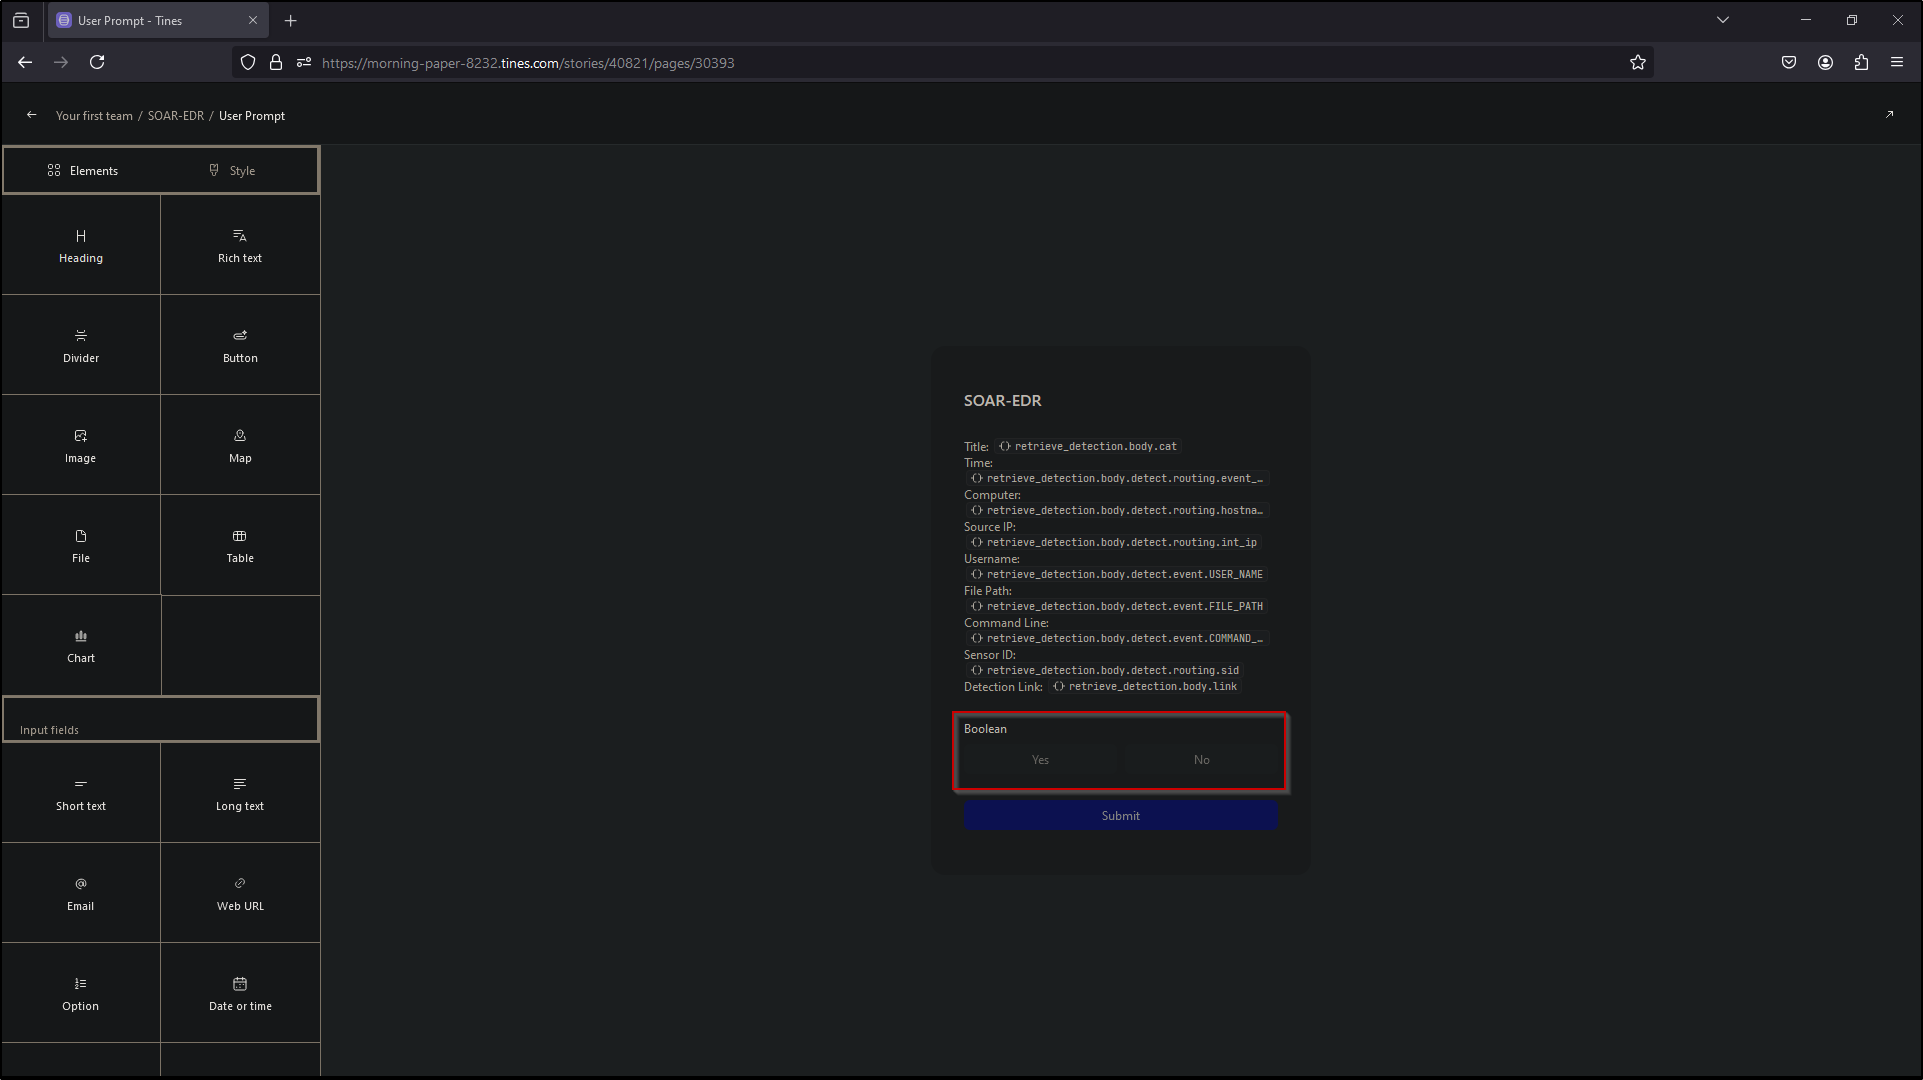 User Prompt - Tines
https://morning-paper-8232.tines.com/stories/40821/pages/30393
Your first team / SOAR-EDR / User Prompt
Elements
Style
Heading
Rich text
Divider
Button
Image
Map
File
Table
Chart
Input fields
Short text
Long text
Email
Web URL
Option
Date or time
SOAR-EDR
Title: {} retrieve_detection.body.cat
Time:
{} retrieve_detection.body.detect.routing.event_…
Computer:
{} retrieve_detection.body.detect.routing.hostna…
Source IP:
{} retrieve_detection.body.detect.routing.int_ip
Username:
{} retrieve_detection.body.detect.event.USER_NAME
File Path:
{} retrieve_detection.body.detect.event.FILE_PATH
Command Line:
{} retrieve_detection.body.detect.event.COMMAND_…
Sensor ID:
{} retrieve_detection.body.detect.routing.sid
Detection Link: {} retrieve_detection.body.link
Boolean
Yes
No
Submit